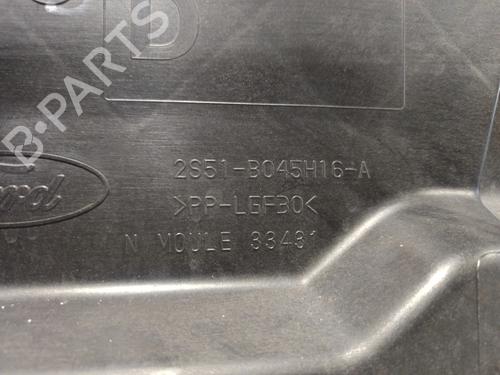 D
2S51-B045H16-A
>PP-LGF30<
N MOULE 33431
Ford
B-PARTS